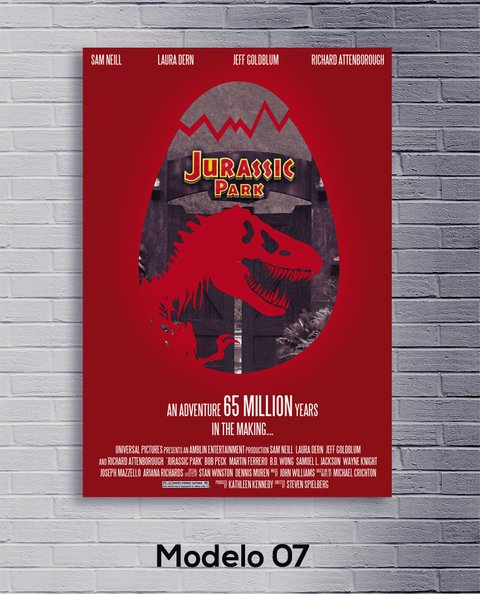 SAM NEILL LAURA DERN JEFF GOLDBLUM RICHARD ATTENBOROUGH
JURASSIC
PARK
AN ADVENTURE 65 MILLION YEARS
IN THE MAKING....
UNIVERSAL PICTURES PRESENTS AN AMBLIN ENTERTAINMENT PRODUCTION SAM NEILL LAURA DERN JEFF GOLDBLUM
AND RICHARD ATTENBOROUGH 'JURASSIC PARK' BOB PECK MARTIN FERRERO B.D. WONG SAMUEL L. JACKSON WAYNE KNIGHT
JOSEPH MAZZELLO ARIANA RICHARDS STAN WINSTON DENNIS MUREN JOHN WILLIAMS MICHAEL CRICHTON
KATHLEEN KENNEDY STEVEN SPIELBERG
Modelo 07